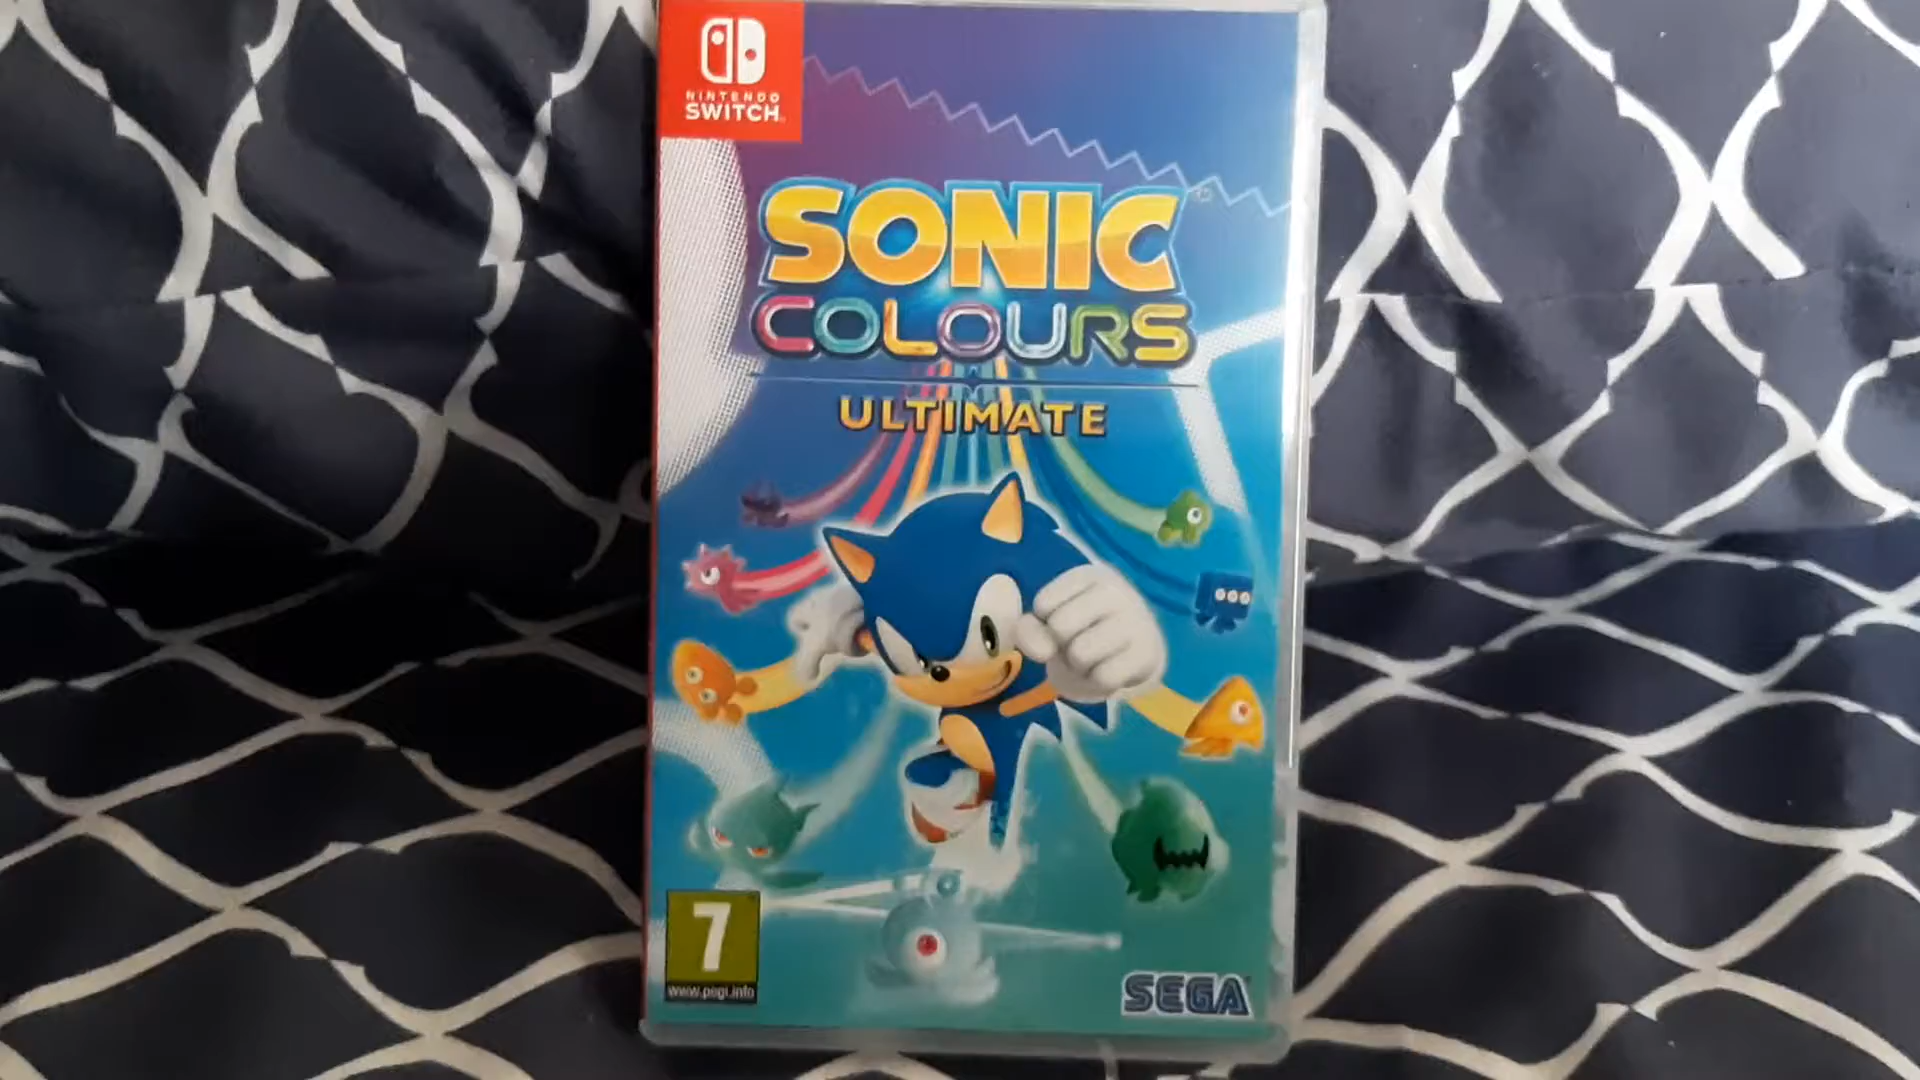 NINTENDO
SWITCH
SONIC
COLOURS
ULTIMATE
7
www.pegi.info
SEGA